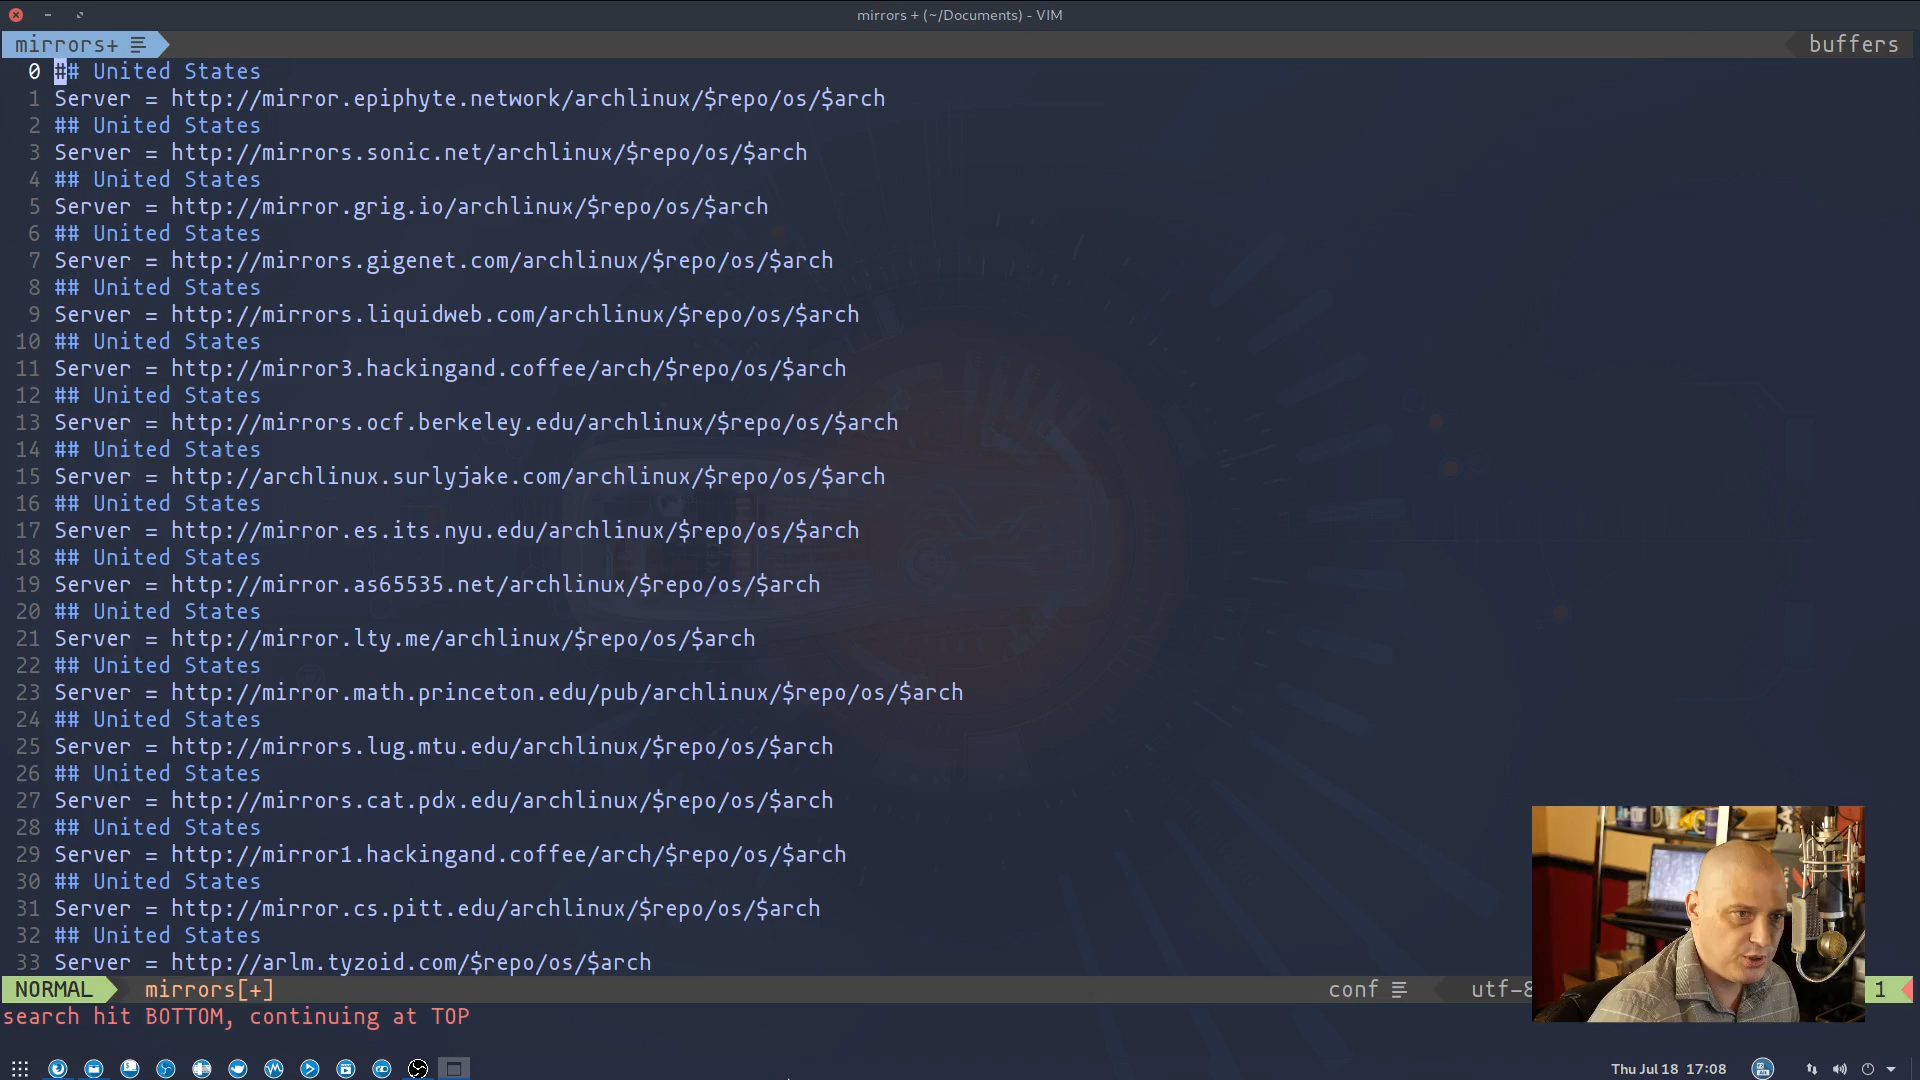 mirrors + (~/Documents) - VIM
mirrors+
buffers
0 ## United States
1 Server = http://mirror.epiphyte.network/archlinux/$repo/os/$arch
2 ## United States
3 Server = http://mirrors.sonic.net/archlinux/$repo/os/$arch
4 ## United States
5 Server = http://mirror.grig.io/archlinux/$repo/os/$arch
6 ## United States
7 Server = http://mirrors.gigenet.com/archlinux/$repo/os/$arch
8 ## United States
9 Server = http://mirrors.liquidweb.com/archlinux/$repo/os/$arch
10 ## United States
11 Server = http://mirror3.hackingand.coffee/arch/$repo/os/$arch
12 ## United States
13 Server = http://mirrors.ocf.berkeley.edu/archlinux/$repo/os/$arch
14 ## United States
15 Server = http://archlinux.surlyjake.com/archlinux/$repo/os/$arch
16 ## United States
17 Server = http://mirror.es.its.nyu.edu/archlinux/$repo/os/$arch
18 ## United States
19 Server = http://mirror.as65535.net/archlinux/$repo/os/$arch
20 ## United States
21 Server = http://mirror.lty.me/archlinux/$repo/os/$arch
22 ## United States
23 Server = http://mirror.math.princeton.edu/pub/archlinux/$repo/os/$arch
24 ## United States
25 Server = http://mirrors.lug.mtu.edu/archlinux/$repo/os/$arch
26 ## United States
27 Server = http://mirrors.cat.pdx.edu/archlinux/$repo/os/$arch
28 ## United States
29 Server = http://mirror1.hackingand.coffee/arch/$repo/os/$arch
30 ## United States
31 Server = http://mirror.cs.pitt.edu/archlinux/$repo/os/$arch
32 ## United States
33 Server = http://arlm.tyzoid.com/$repo/os/$arch
NORMAL mirrors[+] conf utf-8 1
search hit BOTTOM, continuing at TOP
Thu Jul 18 17:08